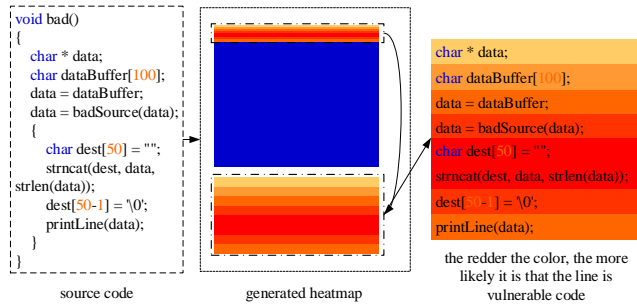 void bad()
{
char * data;
char dataBuffer[100];
data = dataBuffer;
data = badSource(data);
{
char dest[50] = "";
strncat(dest, data,
strlen(data));
dest[50-1] = '\0';
printLine(data);
}
}
source code
generated heatmap
char * data;
char dataBuffer[100];
data = dataBuffer;
data = badSource(data);
char dest[50] = "";
strncat(dest, data, strlen(data));
dest[50-1] = '\0';
printLine(data);
the redder the color, the more
likely it is that the line is
vulnerable code